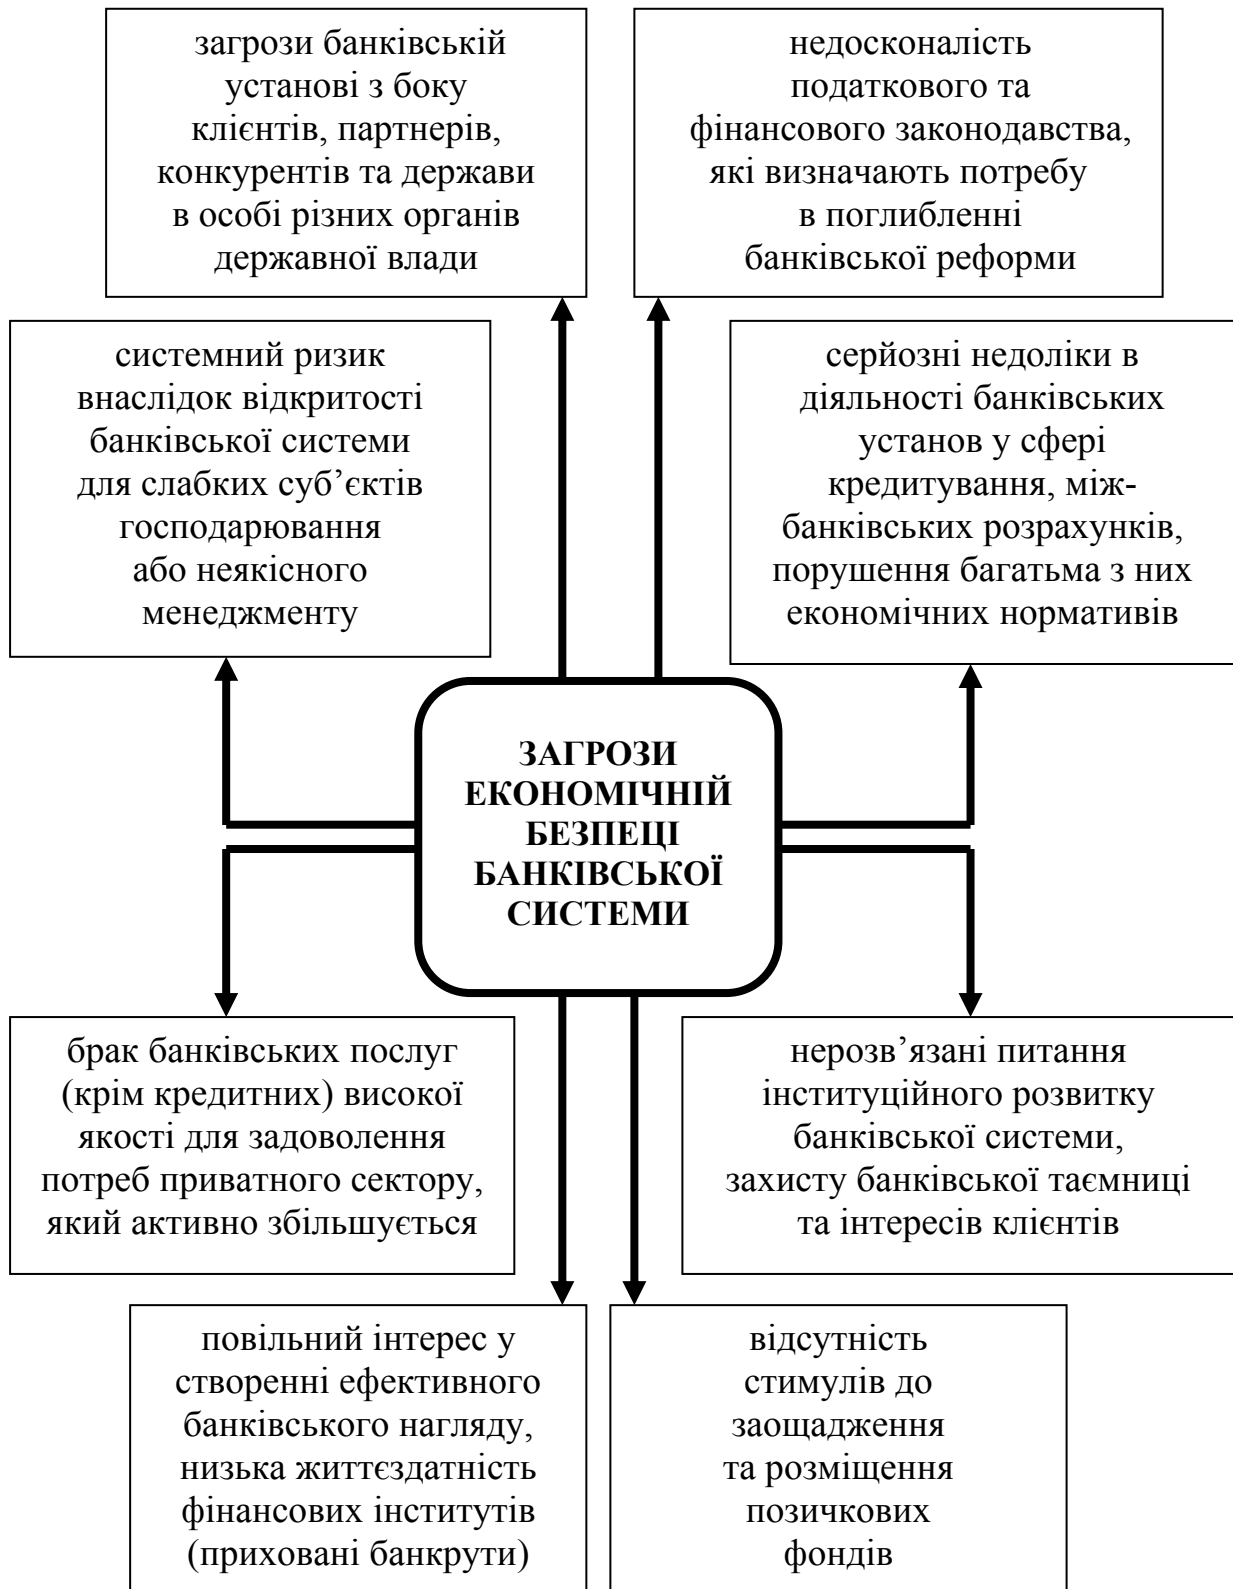 загрози банківській
установі з боку
клієнтів, партнерів,
конкурентів та держави
в особі різних органів
державної влади
недосконалість
податкового та
фінансового законодавства,
які визначають потребу
в поглибленні
банківської реформи
системний ризик
внаслідок відкритості
банківської системи
для слабких суб’єктів
господарювання
або неякісного
менеджменту
серйозні недоліки в
діяльності банківських
установ у сфері
кредитування, між-
банківських розрахунків,
порушення багатьма з них
економічних нормативів
ЗАГРОЗИ
ЕКОНОМІЧНІЙ
БЕЗПЕЦІ
БАНКІВСЬКОЇ
СИСТЕМИ
брак банківських послуг
(крім кредитних) високої
якості для задоволення
потреб приватного сектору,
який активно збільшується
нерозв’язані питання
інституційного розвитку
банківської системи,
захисту банківської таємниці
та інтересів клієнтів
повільний інтерес у
створенні ефективного
банківського нагляду,
низька життєздатність
фінансових інститутів
(приховані банкрути)
відсутність
стимулів до
заощадження
та розміщення
позичкових
фондів